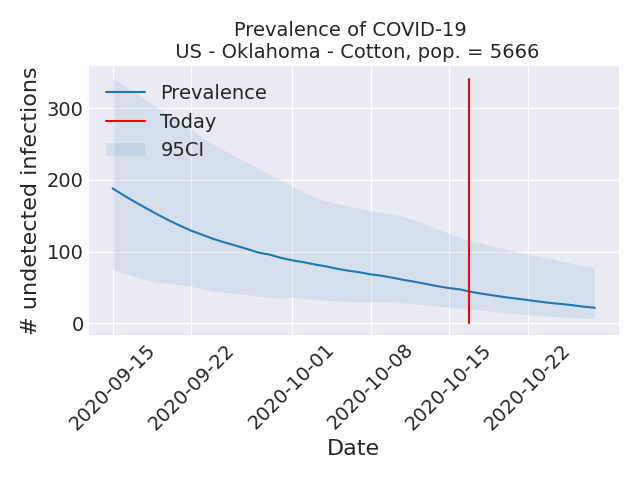 Prevalence of COVID-19
US - Oklahoma - Cotton, pop. = 5666
# undetected infections
300
200
100
0
Prevalence
Today
95CI
2020-09-15
2020-09-22
2020-10-01
2020-10-08
2020-10-15
2020-10-22
Date